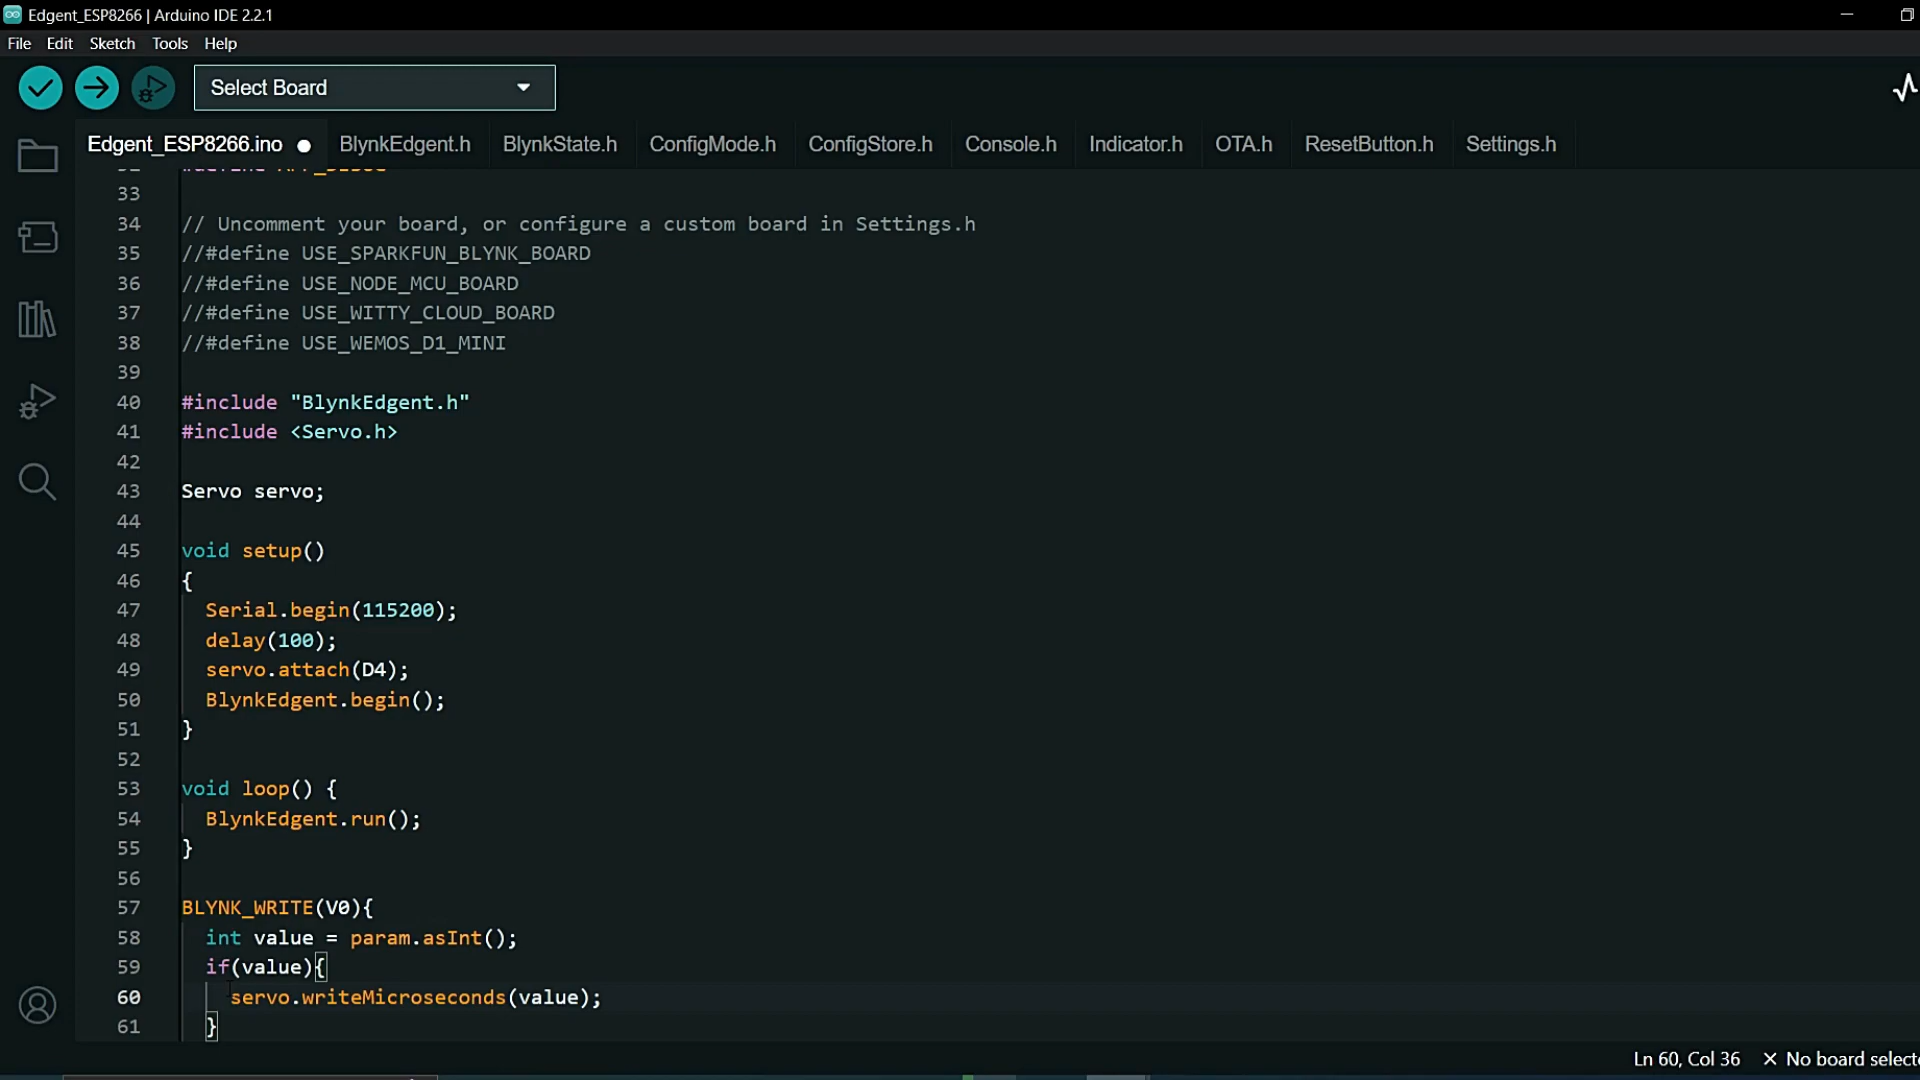 Edgent_ESP8266 | Arduino IDE 2.2.1
File Edit Sketch Tools Help
Select Board
Edgent_ESP8266.ino BlynkEdgent.h BlynkState.h ConfigMode.h ConfigStore.h Console.h Indicator.h OTA.h ResetButton.h Settings.h
33
34 // Uncomment your board, or configure a custom board in Settings.h
35 //#define USE_SPARKFUN_BLYNK_BOARD
36 //#define USE_NODE_MCU_BOARD
37 //#define USE_WITTY_CLOUD_BOARD
38 //#define USE_WEMOS_D1_MINI
39
40 #include "BlynkEdgent.h"
41 #include <Servo.h>
42
43 Servo servo;
44
45 void setup()
46 {
47 Serial.begin(115200);
48 delay(100);
49 servo.attach(D4);
50 BlynkEdgent.begin();
51 }
52
53 void loop() {
54 BlynkEdgent.run();
55 }
56
57 BLYNK_WRITE(V0){
58 int value = param.asInt();
59 if(value){
60 servo.writeMicroseconds(value);
61 }
Ln 60, Col 36 × No board selecte